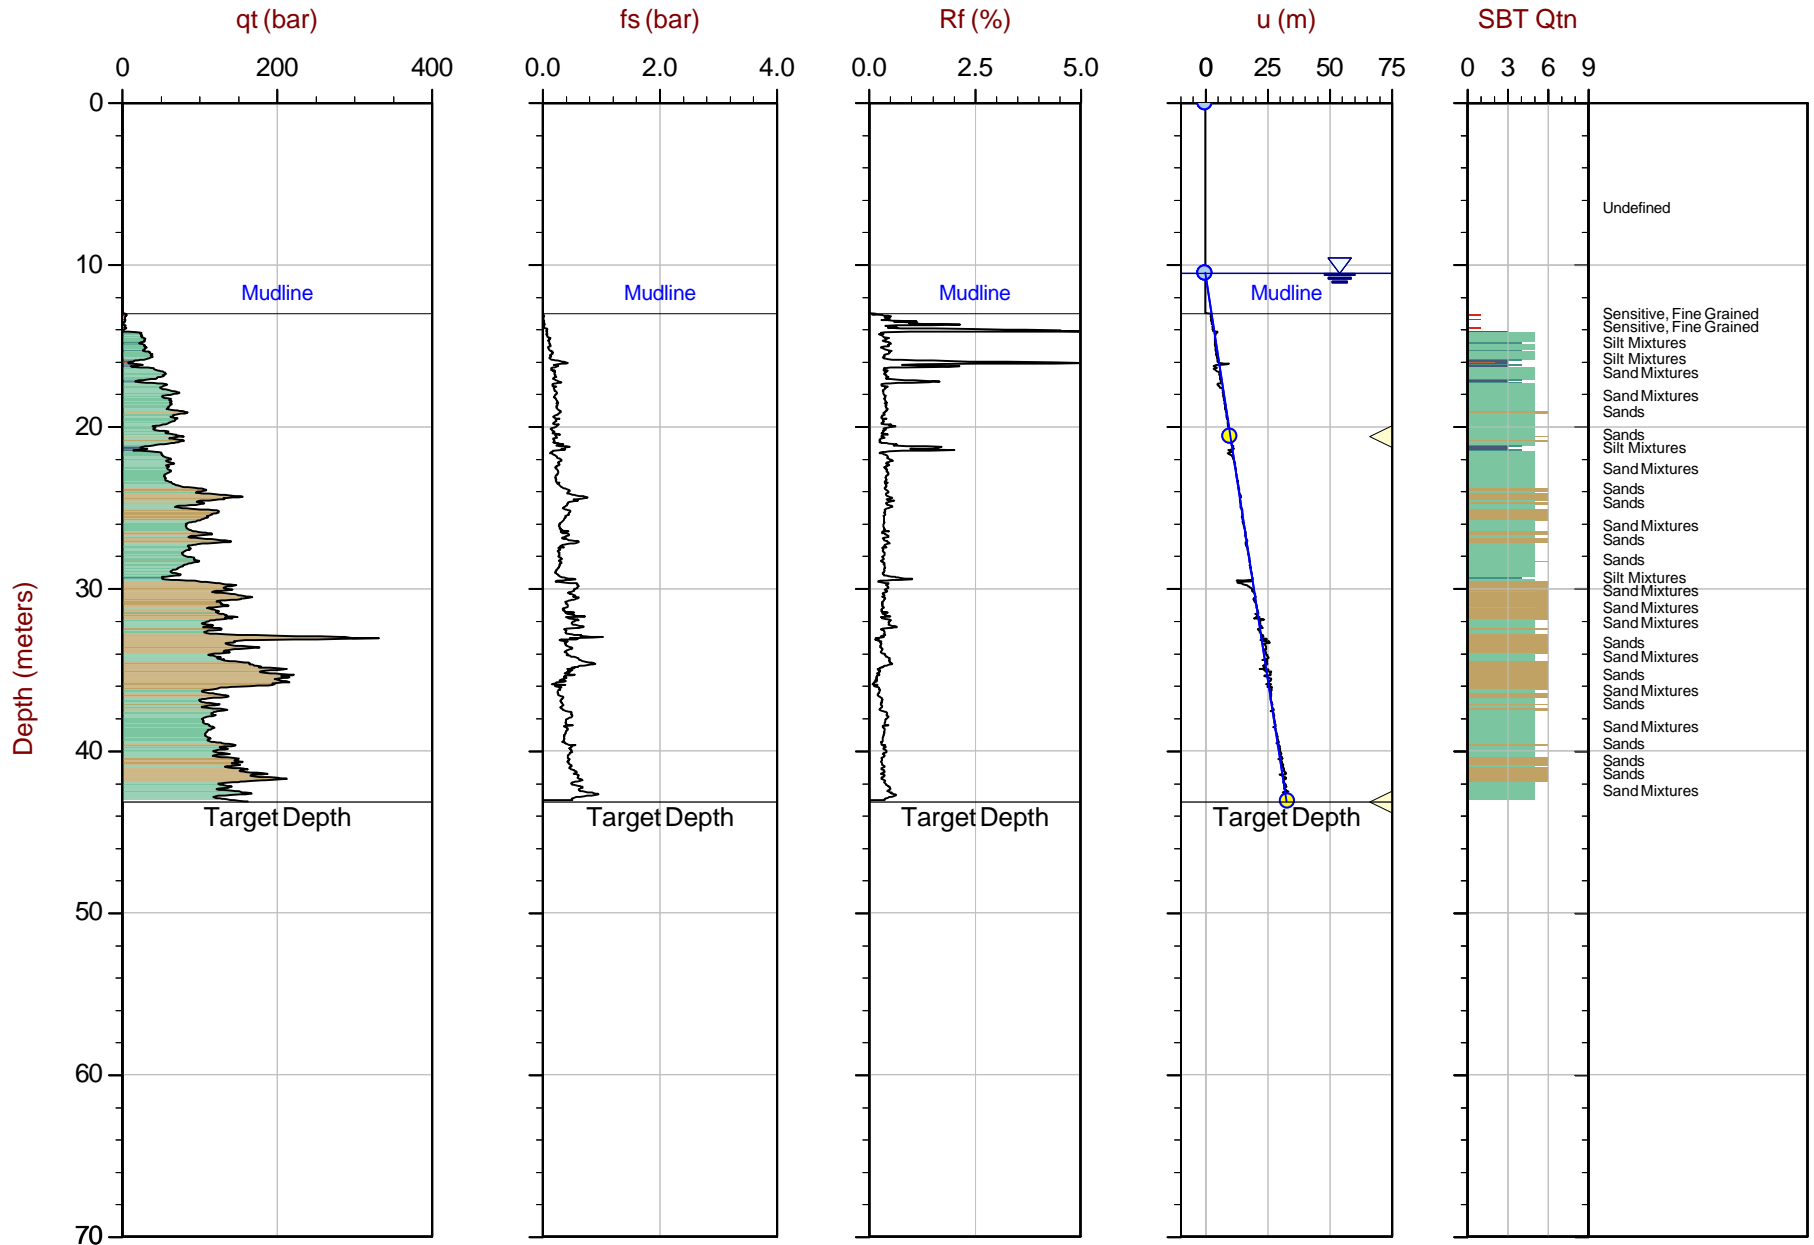 qt (bar) fs (bar) Rf (%) u (m) SBT Qtn
0 200 400 0.0 2.0 4.0 0.0 2.5 5.0 0 25 50 75 0 3 6 9
0
Undefined
10
Mudline Mudline Mudline Mudline
Sensitive, Fine Grained
Sensitive, Fine Grained
Silt Mixtures
Silt Mixtures
Sand Mixtures
Sand Mixtures
Sands
20
Sands
Silt Mixtures
Sand Mixtures
Sands
Sands
Sand Mixtures
Sands
Sands
Silt Mixtures
30
Sand Mixtures
Sand Mixtures
Sand Mixtures
Sands
Sand Mixtures
Sands
Sand Mixtures
Sands
Sand Mixtures
Sands
40
Sands
Sands
Sand Mixtures
Target Depth Target Depth Target Depth Target Depth
50
60
70
Depth (meters)